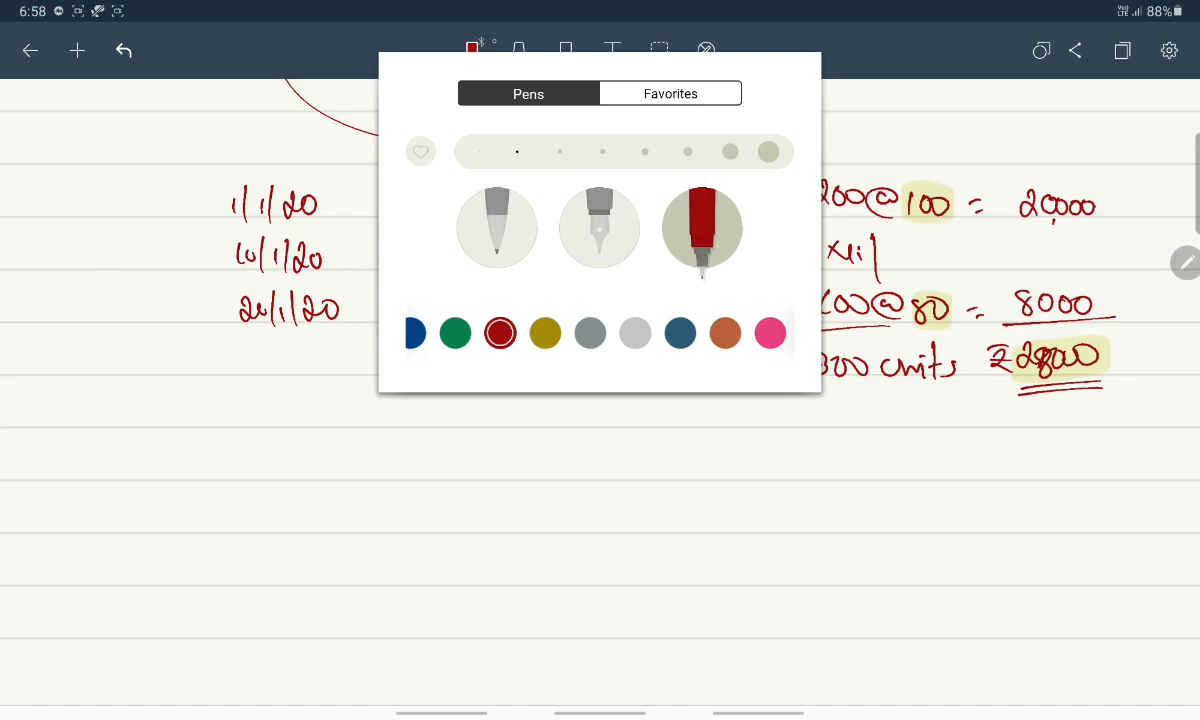 6:58 88%
Pens Favorites
1/1/20 200@100 = 20,000
10/1/20
20/1/20 100@80 = 8000
300 units ₹ 28000